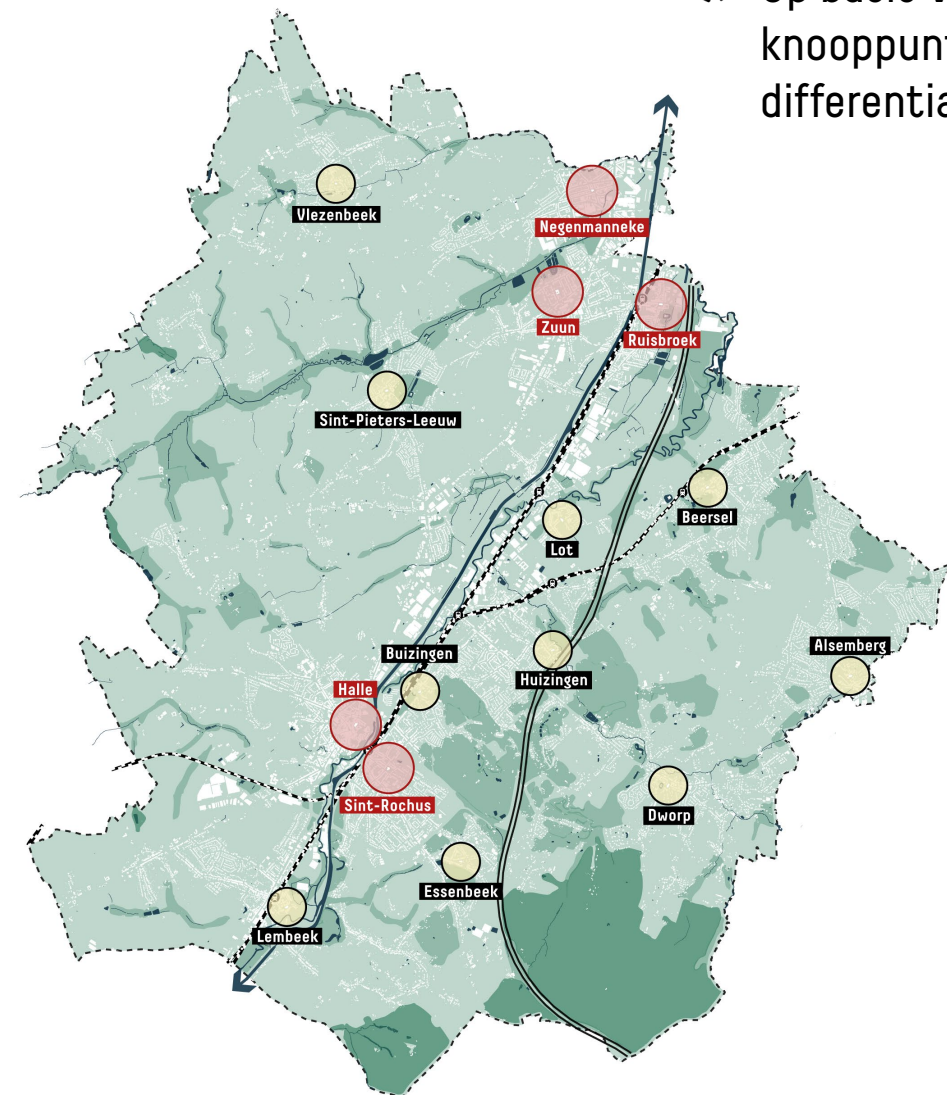 knooppunt
differentia
Vlezenbeek
Negenmanneke
Zuun
Ruisbroek
Sint-Pieters-Leeuw
Beersel
Lot
Alsemberg
Buizingen
Huizingen
Halle
Sint-Rochus
Dworp
Essenbeek
Lembeek